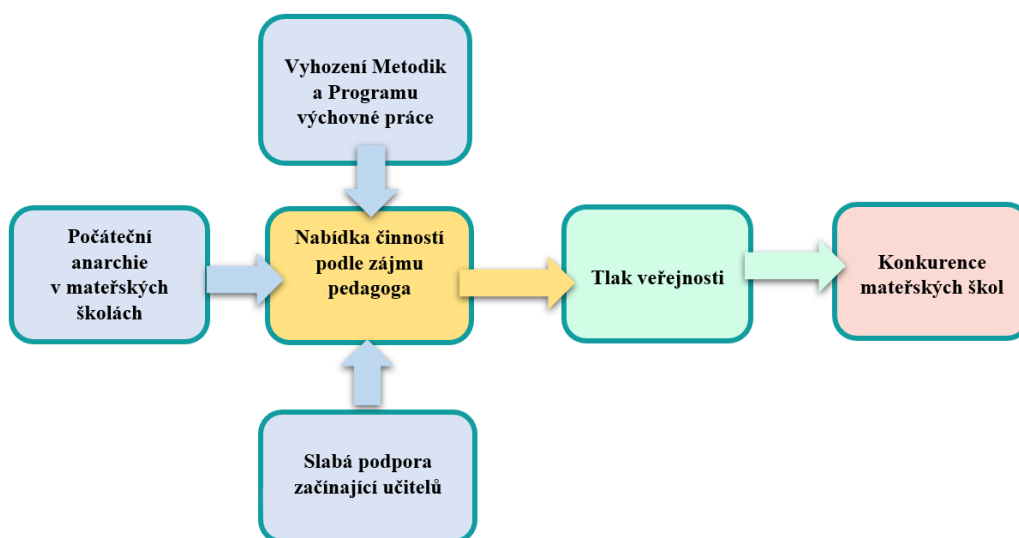 Vyhození Metodik
a Programu
výchovné práce
Počáteční
anarchie
v mateřských
školách
Nabídka činností
podle zájmu
pedagoga
Tlak veřejnosti
Konkurence
mateřských škol
Slabá podpora
začínající učitelů